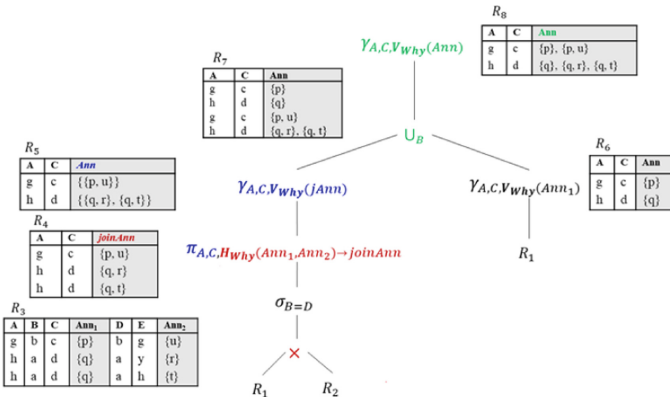 R8
A C Ann
g c {p}, {p, u}
h d {q}, {q, r}, {q, t}
γA,C,VWhy(Ann)
R7
A C Ann
g c {p}
h d {q}
g c {p, u}
h d {q, r}, {q, t}
∪B
R6
A C Ann
g c {p}
h d {q}
R5
A C Ann
g c {{p, u}}
h d {{q, r}, {q, t}}
γA,C,VWhy(jAnn)
γA,C,VWhy(Ann1)
R4
A C joinAnn
g c {p, u}
h d {q, r}
h d {q, t}
πA,C,HWhy(Ann1,Ann2)→joinAnn
R1
R3
A B C Ann1 D E Ann2
g b c {p} b g {u}
h a d {q} a y {r}
h a d {q} a h {t}
σB=D
×
R1 R2